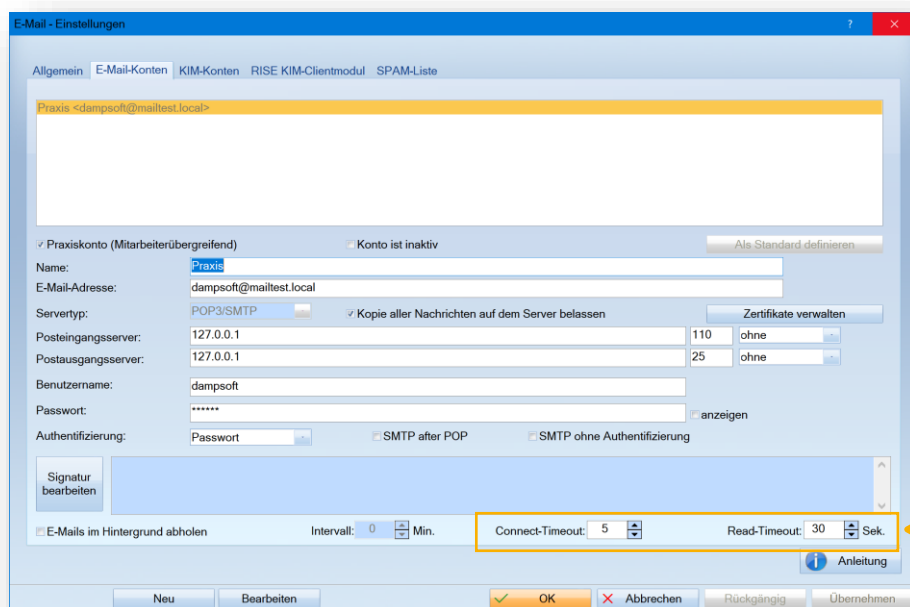 E-Mail - Einstellungen ?
Allgemein E-Mail-Konten KIM-Konten RISE KIM-Clientmodul SPAM-Liste
Praxis <dampsoft@mailtest.local>
Praxiskonto (Mitarbeiterübergreifend) Konto ist inaktiv Als Standard definieren
Name: Praxis
E-Mail-Adresse: dampsoft@mailtest.local
Servertyp: POP3/SMTP Kopie aller Nachrichten auf dem Server belassen Zertifikate verwalten
Posteingangsserver: 127.0.0.1 110 ohne
Postausgangsserver: 127.0.0.1 25 ohne
Benutzername: dampsoft
Passwort: ****** anzeigen
Authentifizierung: Passwort SMTP after POP SMTP ohne Authentifizierung
Signatur
bearbeiten
E-Mails im Hintergrund abholen Intervall: 0 Min. Connect-Timeout: 5 Read-Timeout: 30 Sek.
Anleitung
Neu Bearbeiten OK Abbrechen Rückgängig Übernehmen